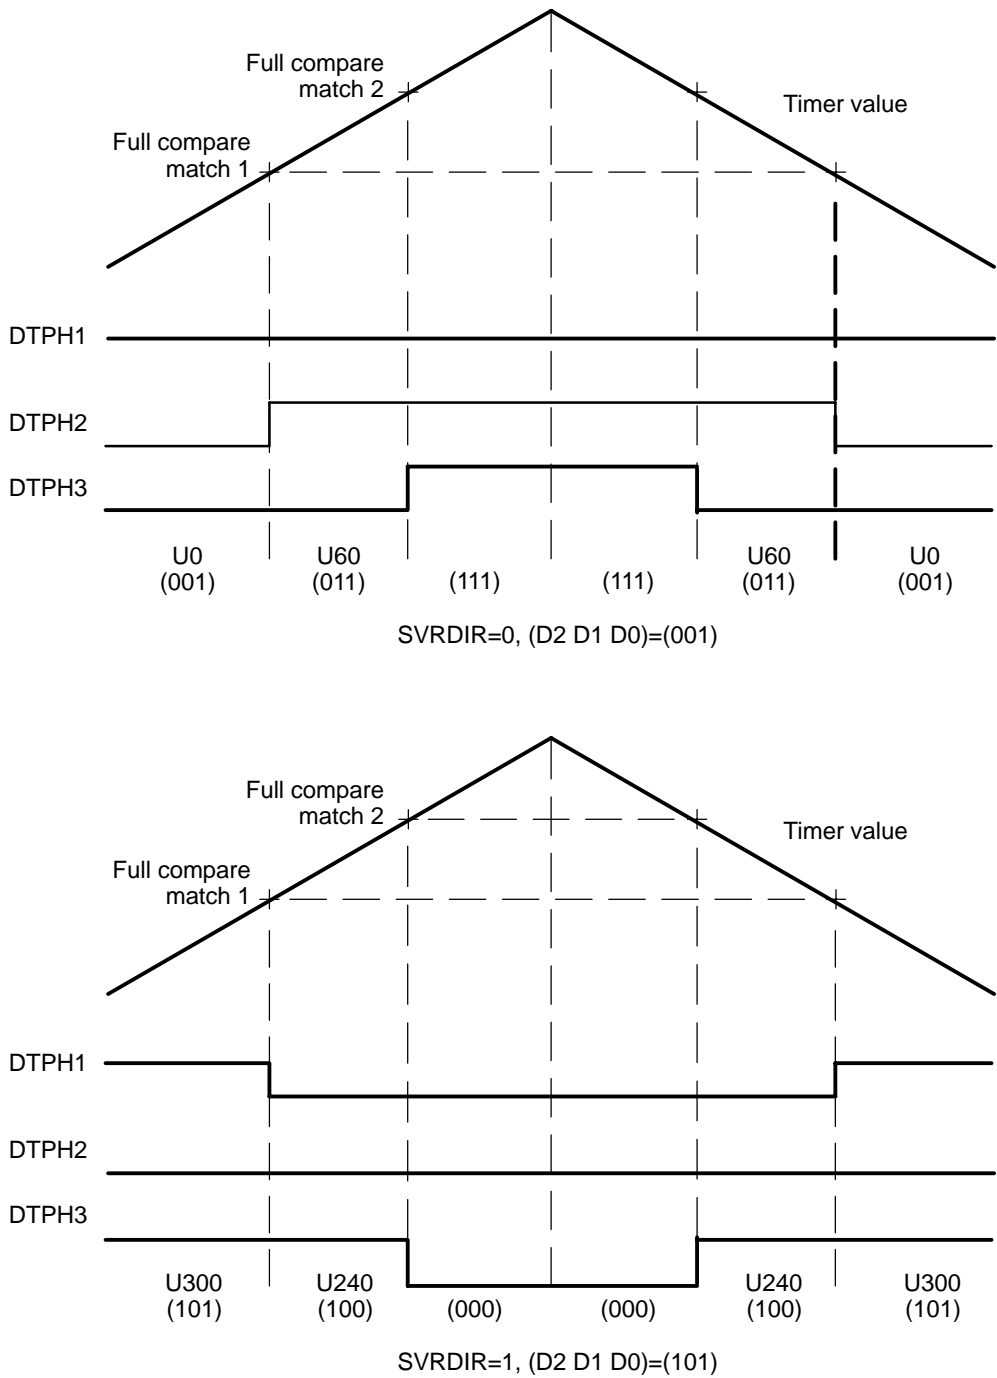 Full compare
match 2
Timer value
Full compare
match 1
DTPH1
DTPH2
DTPH3
U0 U60 U60 U0
(001) (011) (111) (111) (011) (001)
SVRDIR=0, (D2 D1 D0)=(001)
Full compare
match 2
Timer value
Full compare
match 1
DTPH1
DTPH2
DTPH3
U300 U240 U240 U300
(101) (100) (000) (000) (100) (101)
SVRDIR=1, (D2 D1 D0)=(101)